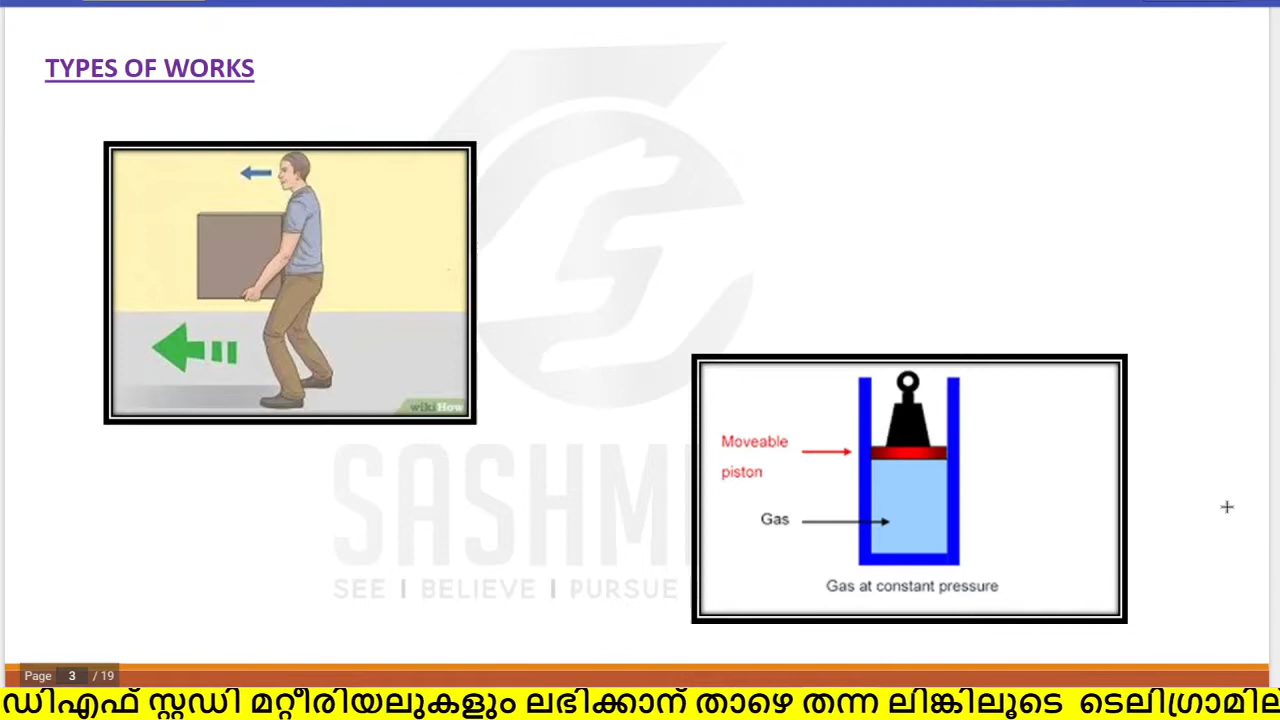 TYPES OF WORKS
wikiHow
Moveable
piston
Gas
Gas at constant pressure
SASHM
SEE I BELIEVE I PURSUE
Page 3 / 19
ഡിഎഫ് സ്റ്റഡി മറ്റീരിയലുകളും ലഭിക്കാന് താഴെ തന്ന ലിങ്കിലൂടെ ടെലിഗ്രാമില